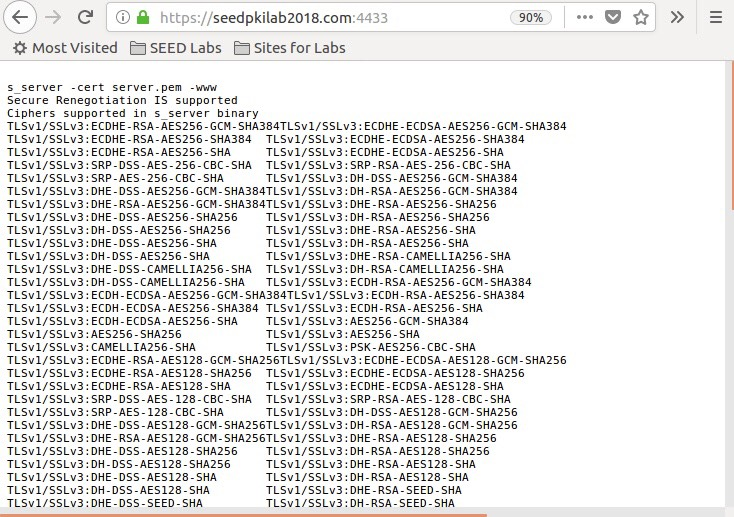 https://seedpkilab2018.com:4433 90%
Most Visited SEED Labs Sites for Labs
s_server -cert server.pem -www
Secure Renegotiation IS supported
Ciphers supported in s_server binary
TLSv1/SSLv3:ECDHE-RSA-AES256-GCM-SHA384TLSv1/SSLv3:ECDHE-ECDSA-AES256-GCM-SHA384
TLSv1/SSLv3:ECDHE-RSA-AES256-SHA384 TLSv1/SSLv3:ECDHE-ECDSA-AES256-SHA384
TLSv1/SSLv3:ECDHE-RSA-AES256-SHA TLSv1/SSLv3:ECDHE-ECDSA-AES256-SHA
TLSv1/SSLv3:SRP-DSS-AES-256-CBC-SHA TLSv1/SSLv3:SRP-RSA-AES-256-CBC-SHA
TLSv1/SSLv3:SRP-AES-256-CBC-SHA TLSv1/SSLv3:DH-DSS-AES256-GCM-SHA384
TLSv1/SSLv3:DHE-DSS-AES256-GCM-SHA384TLSv1/SSLv3:DH-RSA-AES256-GCM-SHA384
TLSv1/SSLv3:DHE-RSA-AES256-GCM-SHA384TLSv1/SSLv3:DHE-RSA-AES256-SHA256
TLSv1/SSLv3:DHE-DSS-AES256-SHA256 TLSv1/SSLv3:DH-RSA-AES256-SHA256
TLSv1/SSLv3:DH-DSS-AES256-SHA256 TLSv1/SSLv3:DHE-RSA-AES256-SHA
TLSv1/SSLv3:DHE-DSS-AES256-SHA TLSv1/SSLv3:DH-RSA-AES256-SHA
TLSv1/SSLv3:DH-DSS-AES256-SHA TLSv1/SSLv3:DHE-RSA-CAMELLIA256-SHA
TLSv1/SSLv3:DHE-DSS-CAMELLIA256-SHA TLSv1/SSLv3:DH-RSA-CAMELLIA256-SHA
TLSv1/SSLv3:DH-DSS-CAMELLIA256-SHA TLSv1/SSLv3:ECDH-RSA-AES256-GCM-SHA384
TLSv1/SSLv3:ECDH-ECDSA-AES256-GCM-SHA384TLSv1/SSLv3:ECDH-RSA-AES256-SHA384
TLSv1/SSLv3:ECDH-ECDSA-AES256-SHA384 TLSv1/SSLv3:ECDH-RSA-AES256-SHA
TLSv1/SSLv3:ECDH-ECDSA-AES256-SHA TLSv1/SSLv3:AES256-GCM-SHA384
TLSv1/SSLv3:AES256-SHA256 TLSv1/SSLv3:AES256-SHA
TLSv1/SSLv3:CAMELLIA256-SHA TLSv1/SSLv3:PSK-AES256-CBC-SHA
TLSv1/SSLv3:ECDHE-RSA-AES128-GCM-SHA256TLSv1/SSLv3:ECDHE-ECDSA-AES128-GCM-SHA256
TLSv1/SSLv3:ECDHE-RSA-AES128-SHA256 TLSv1/SSLv3:ECDHE-ECDSA-AES128-SHA256
TLSv1/SSLv3:ECDHE-RSA-AES128-SHA TLSv1/SSLv3:ECDHE-ECDSA-AES128-SHA
TLSv1/SSLv3:SRP-DSS-AES-128-CBC-SHA TLSv1/SSLv3:SRP-RSA-AES-128-CBC-SHA
TLSv1/SSLv3:SRP-AES-128-CBC-SHA TLSv1/SSLv3:DH-DSS-AES128-GCM-SHA256
TLSv1/SSLv3:DHE-DSS-AES128-GCM-SHA256TLSv1/SSLv3:DH-RSA-AES128-GCM-SHA256
TLSv1/SSLv3:DHE-RSA-AES128-GCM-SHA256TLSv1/SSLv3:DHE-RSA-AES128-SHA256
TLSv1/SSLv3:DHE-DSS-AES128-SHA256 TLSv1/SSLv3:DH-RSA-AES128-SHA256
TLSv1/SSLv3:DH-DSS-AES128-SHA256 TLSv1/SSLv3:DHE-RSA-AES128-SHA
TLSv1/SSLv3:DHE-DSS-AES128-SHA TLSv1/SSLv3:DH-RSA-AES128-SHA
TLSv1/SSLv3:DH-DSS-AES128-SHA TLSv1/SSLv3:DHE-RSA-SEED-SHA
TLSv1/SSLv3:DHE-DSS-SEED-SHA TLSv1/SSLv3:DH-RSA-SEED-SHA